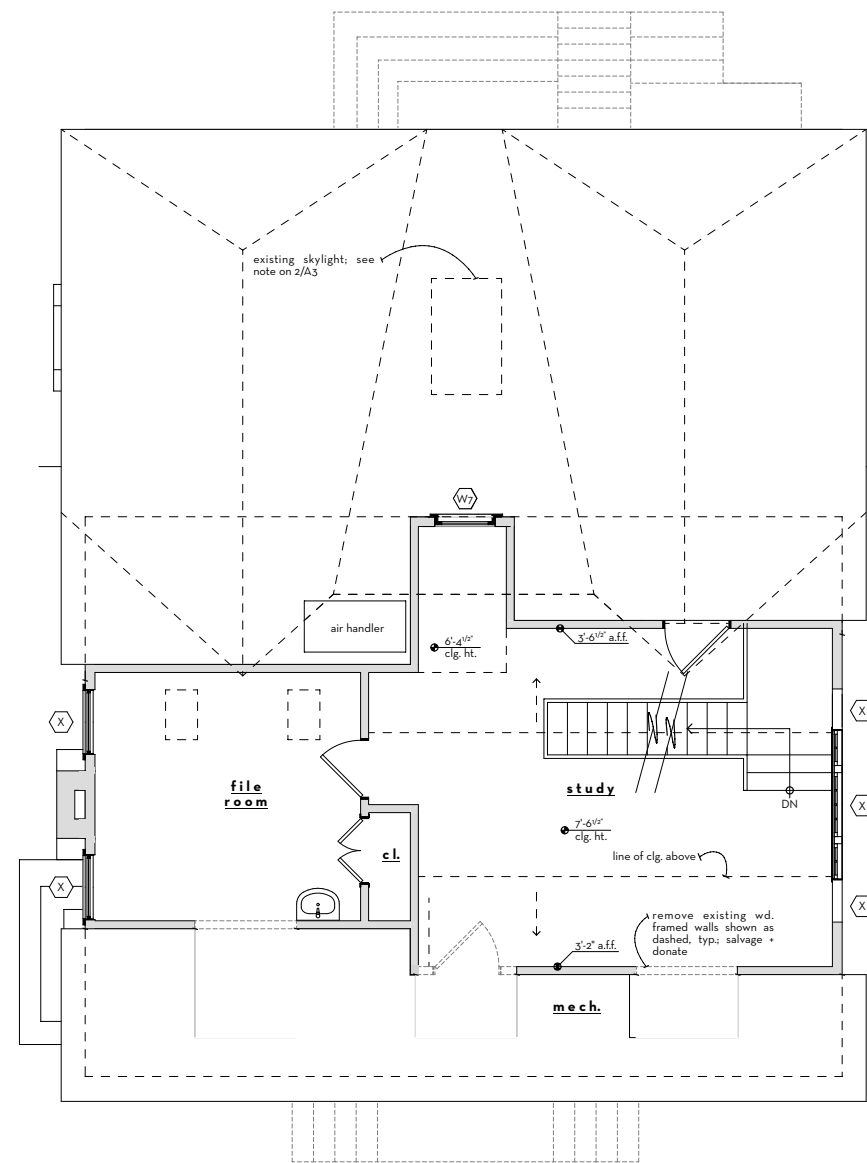 existing skylight; see
note on 2/A3
W7
air handler
6'-4 1/2"
clg. ht.
3'-6 1/2" a.f.f.
X
X
file
room
study
DN
X
7'-6 1/2"
clg. ht.
cl.
line of clg. above
X
X
remove existing wd.
framed walls shown as
dashed, typ.; salvage +
donate
3'-2" a.f.f.
mech.